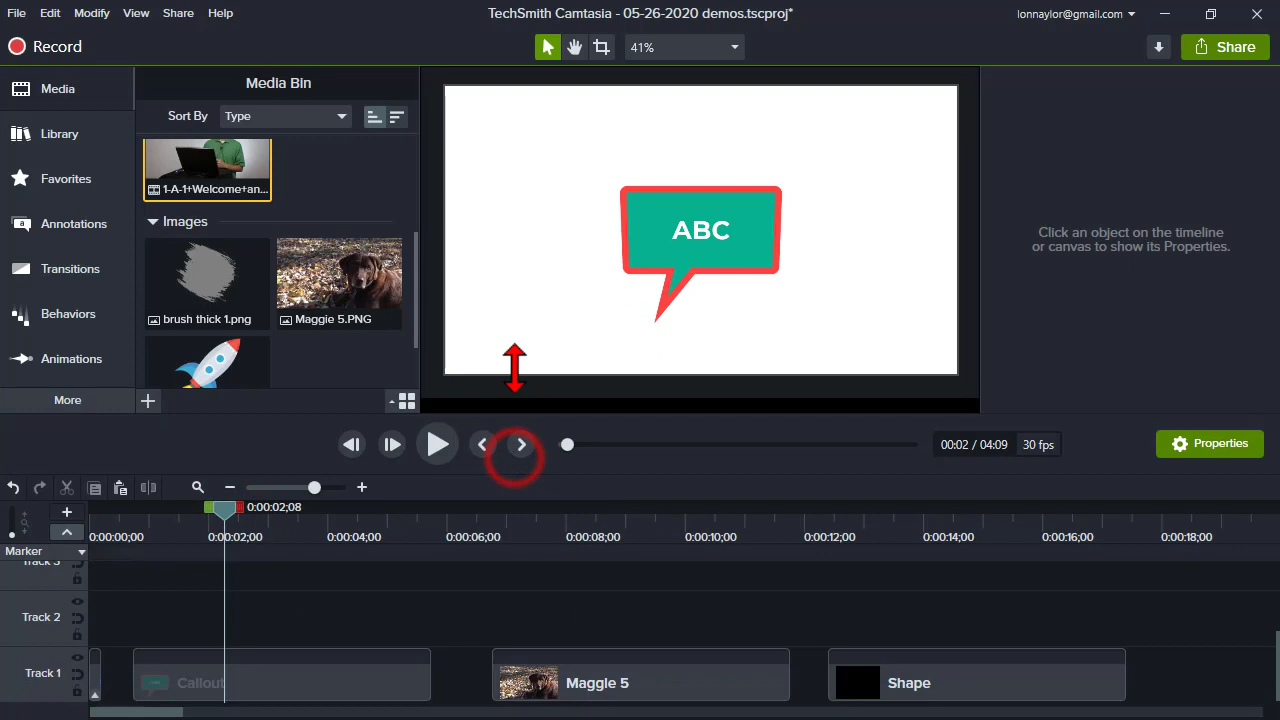 File Edit Modify View Share Help
TechSmith Camtasia - 05-26-2020 demos.tscproj*
lonnaylor@gmail.com
Record
41%
Share
Media
Library
Favorites
Annotations
Transitions
Behaviors
Animations
More
Media Bin
Sort By Type
1-A-1+Welcome+an...
Images
brush thick 1.png
Maggie 5.PNG
ABC
Click an object on the timeline
or canvas to show its Properties.
00:02 / 04:09 30 fps
Properties
0:00:02;08
0:00:00;00 0:00:02;00 0:00:04;00 0:00:06;00 0:00:08;00 0:00:10;00 0:00:12;00 0:00:14;00 0:00:16;00 0:00:18;00
Marker
Track 3
Track 2
Track 1
Callout
Maggie 5
Shape